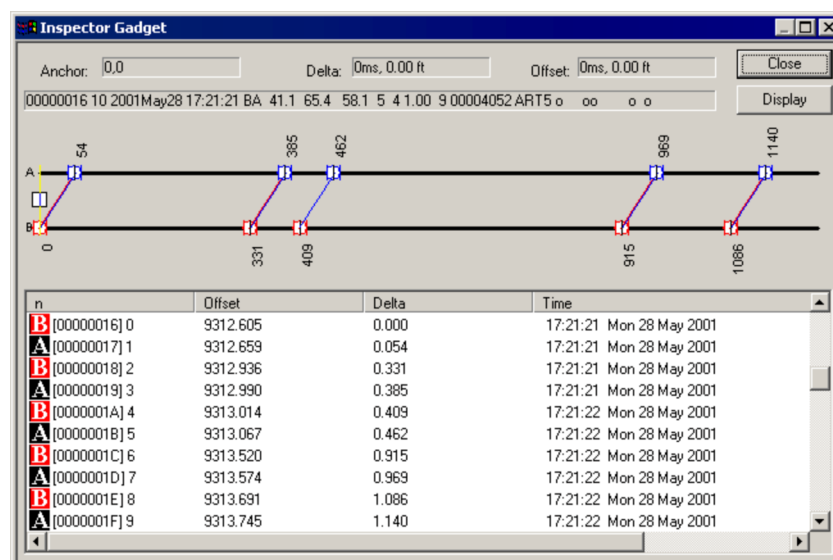 Inspector Gadget
Anchor: 0,0 Delta: 0ms, 0.00 ft Offset: 0ms, 0.00 ft Close
00000016 10 2001May28 17:21:21 BA 41.1 65.4 58.1 5 4 1.00 9 00004052 ART5 o oo o o Display
54 385 462 969 1140
A
B
0 331 409 915 1086
n Offset Delta Time
B [00000016] 0 9312.605 0.000 17:21:21 Mon 28 May 2001
A [00000017] 1 9312.659 0.054 17:21:21 Mon 28 May 2001
B [00000018] 2 9312.936 0.331 17:21:21 Mon 28 May 2001
A [00000019] 3 9312.990 0.385 17:21:21 Mon 28 May 2001
B [0000001A] 4 9313.014 0.409 17:21:22 Mon 28 May 2001
A [0000001B] 5 9313.067 0.462 17:21:22 Mon 28 May 2001
B [0000001C] 6 9313.520 0.915 17:21:22 Mon 28 May 2001
A [0000001D] 7 9313.574 0.969 17:21:22 Mon 28 May 2001
B [0000001E] 8 9313.691 1.086 17:21:22 Mon 28 May 2001
A [0000001F] 9 9313.745 1.140 17:21:22 Mon 28 May 2001